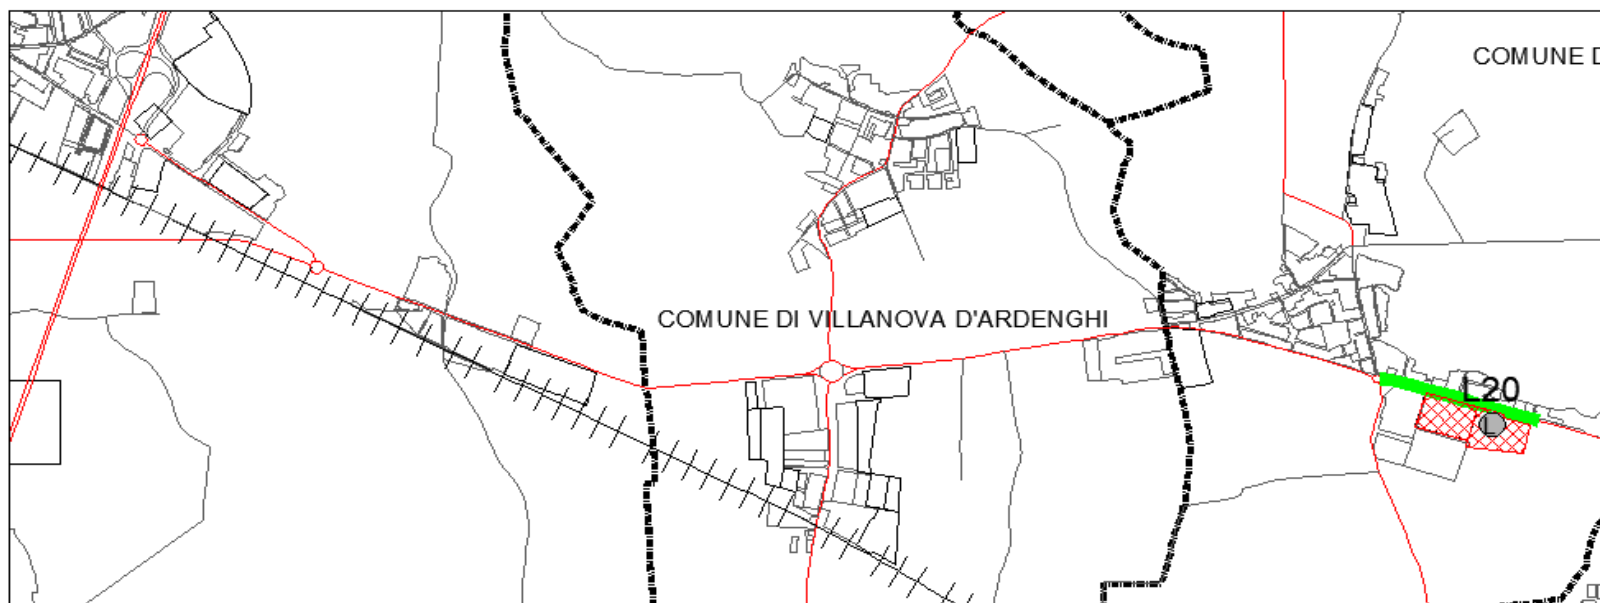 COMUNE D
COMUNE DI VILLANOVA D'ARDENGHI
L20
L